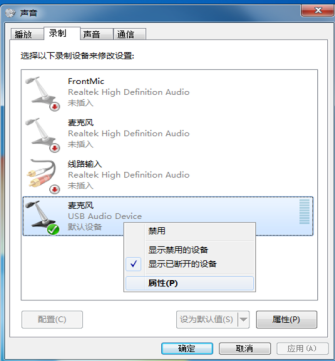 声音
播放 录制 声音 通信
选择以下录制设备来修改设置:
FrontMic
Realtek High Definition Audio
未插入
麦克风
Realtek High Definition Audio
未插入
线路输入
Realtek High Definition Audio
未插入
麦克风
USB Audio Device
默认设备
禁用
显示禁用的设备
显示已断开的设备
属性(P)
配置(C) 设为默认值(S) 属性(P)
确定 取消 应用(A)